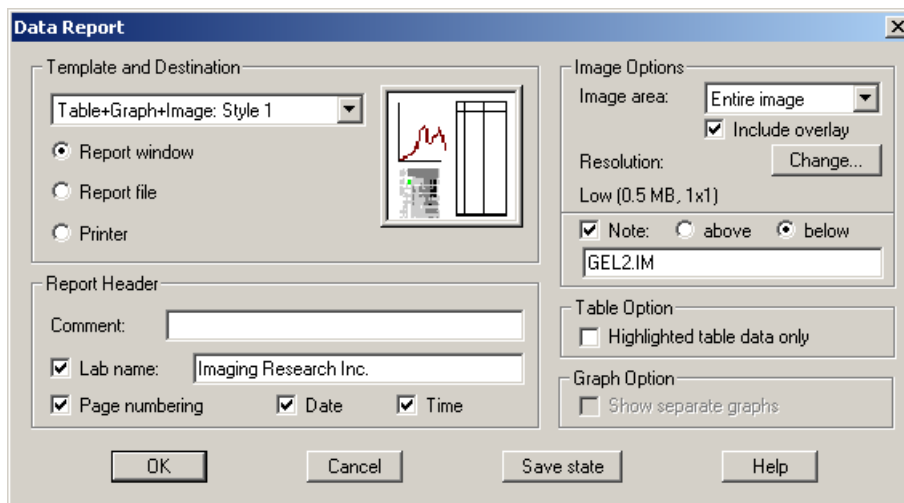 Data Report
Template and Destination
Table+Graph+Image: Style 1
Report window
Report file
Printer
Image Options
Image area: Entire image
Include overlay
Resolution: Change...
Low (0.5 MB, 1x1)
Note: above below
GEL2.IM
Report Header
Comment:
Lab name: Imaging Research Inc.
Page numbering Date Time
Table Option
Highlighted table data only
Graph Option
Show separate graphs
OK Cancel Save state Help